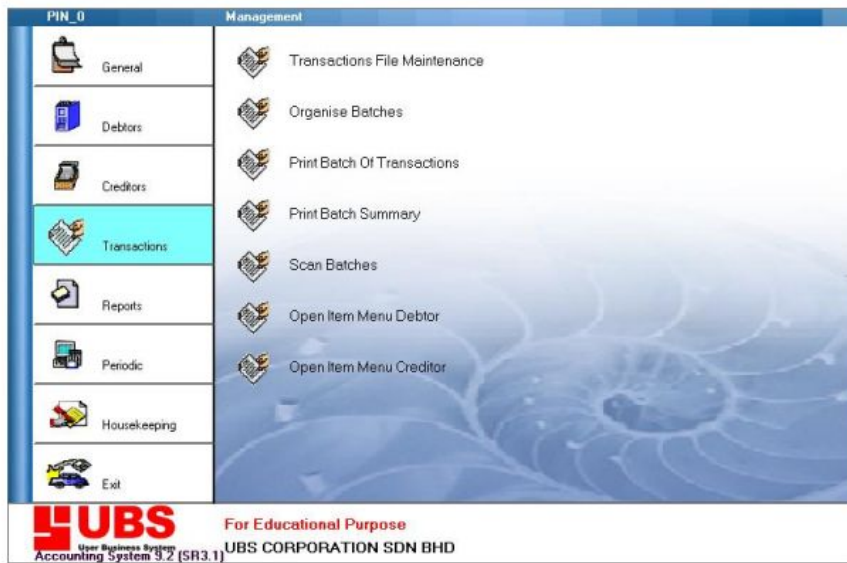 PIN_0
Management
General
Debtors
Creditors
Transactions
Reports
Periodic
Housekeeping
Exit
Transactions File Maintenance
Organise Batches
Print Batch Of Transactions
Print Batch Summary
Scan Batches
Open Item Menu Debtor
Open Item Menu Creditor
UBS
User Business System
Accounting System 9.2 (SR3.1)
For Educational Purpose
UBS CORPORATION SDN BHD